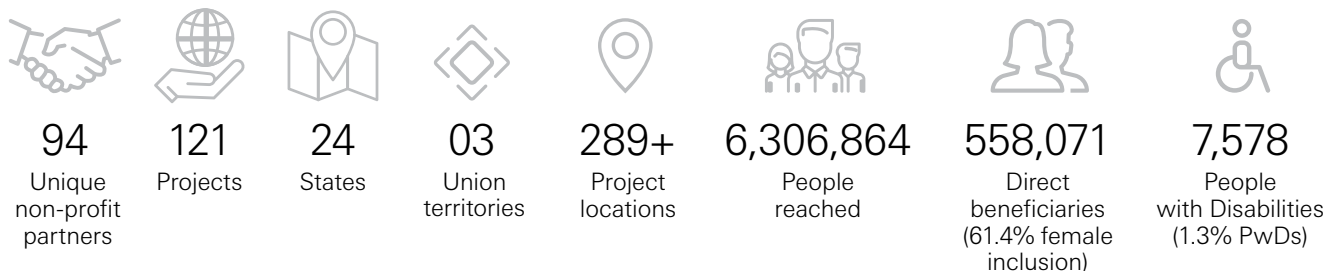 94
Unique
non-profit
partners
121
Projects
24
States
03
Union
territories
289+
Project
locations
6,306,864
People
reached
558,071
Direct
beneficiaries
(61.4% female
inclusion)
7,578
People
with Disabilities
(1.3% PwDs)